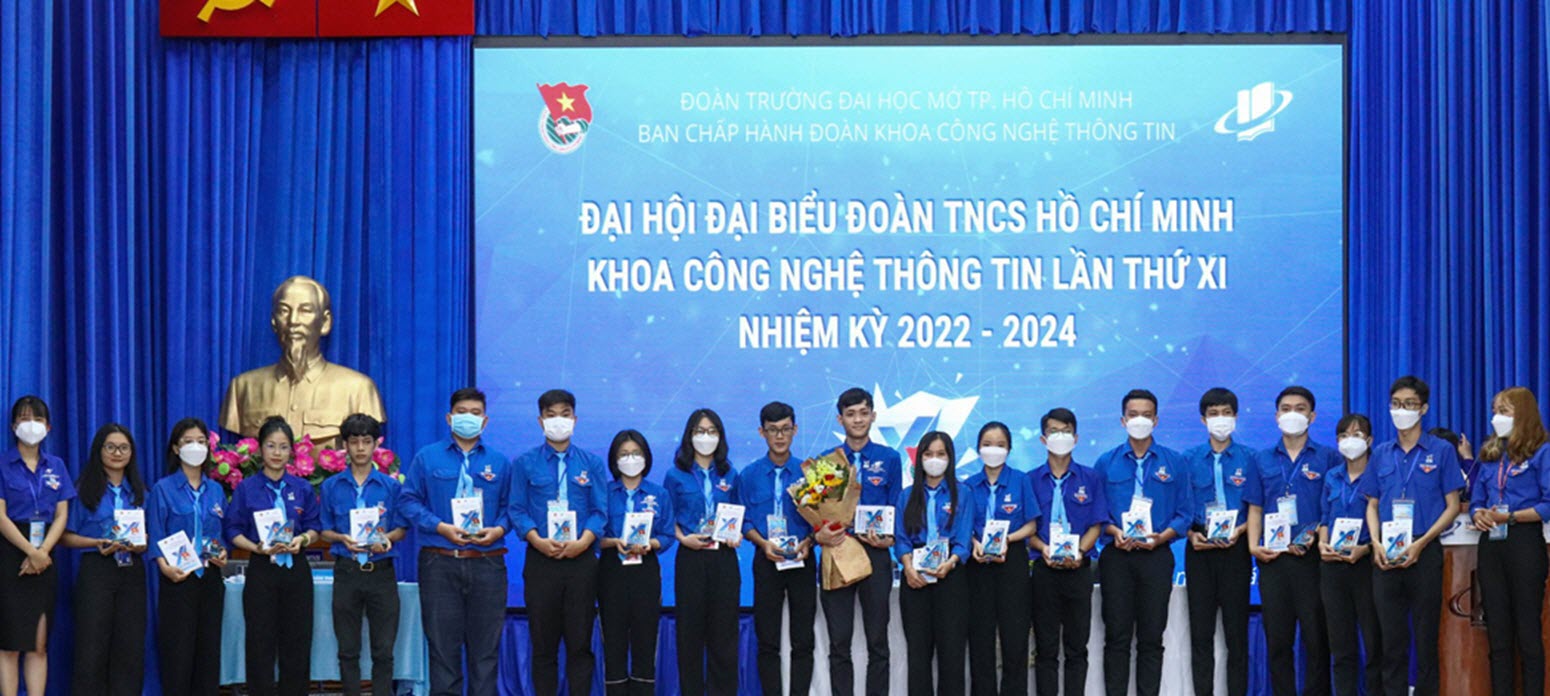 ĐOÀN TRƯỜNG ĐẠI HỌC MỞ TP. HỒ CHÍ MINH
BAN CHẤP HÀNH ĐOÀN KHOA CÔNG NGHỆ THÔNG TIN
ĐẠI HỘI ĐẠI BIỂU ĐOÀN TNCS HỒ CHÍ MINH
KHOA CÔNG NGHỆ THÔNG TIN LẦN THỨ XI
NHIỆM KỲ 2022 - 2024